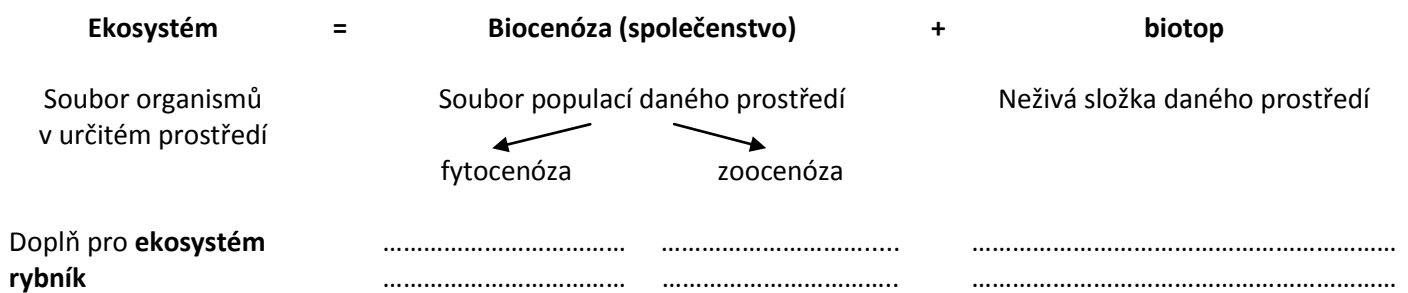 Ekosystém = Biocenóza (společenstvo) + biotop
Soubor organismů Soubor populací daného prostředí Neživá složka daného prostředí
v určitém prostředí
fytocenóza zoocenóza
Doplň pro ekosystém ……………………………… …………………………..... ………………………………………………………
rybník ……………………………… …………………………….. ………………………………………………………